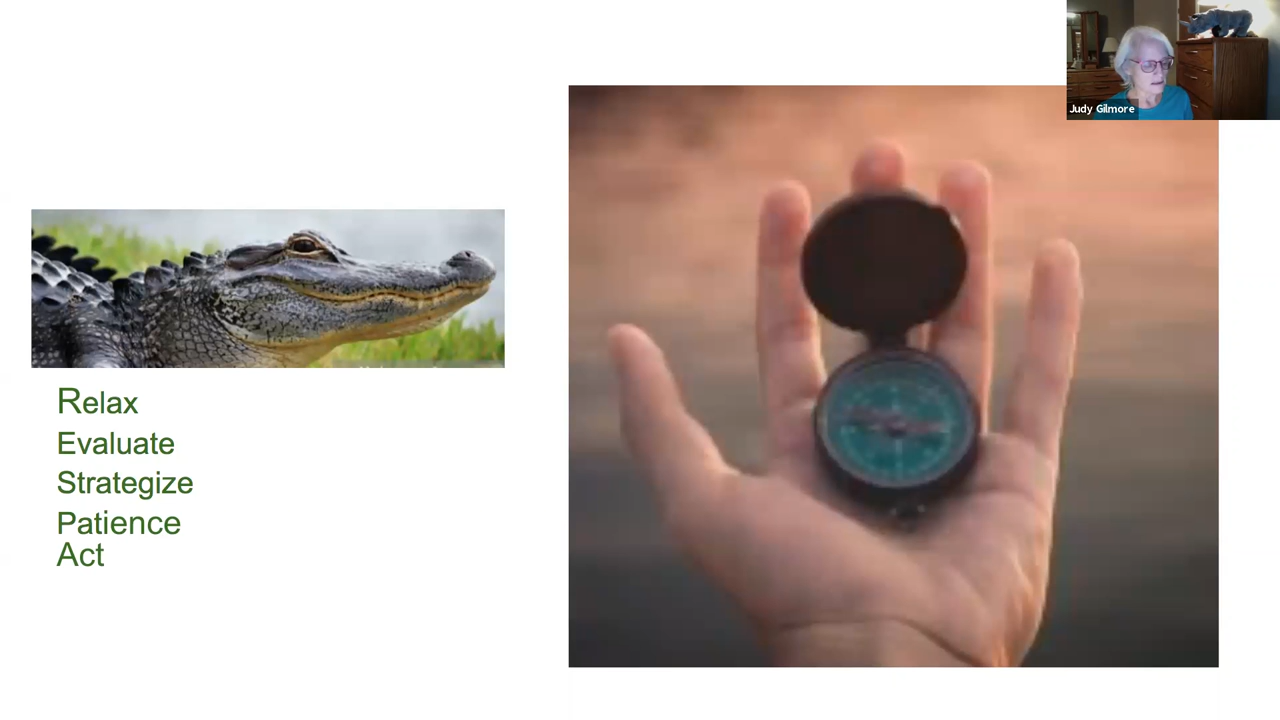 Judy Gilmore
Relax
Evaluate
Strategize
Patience
Act